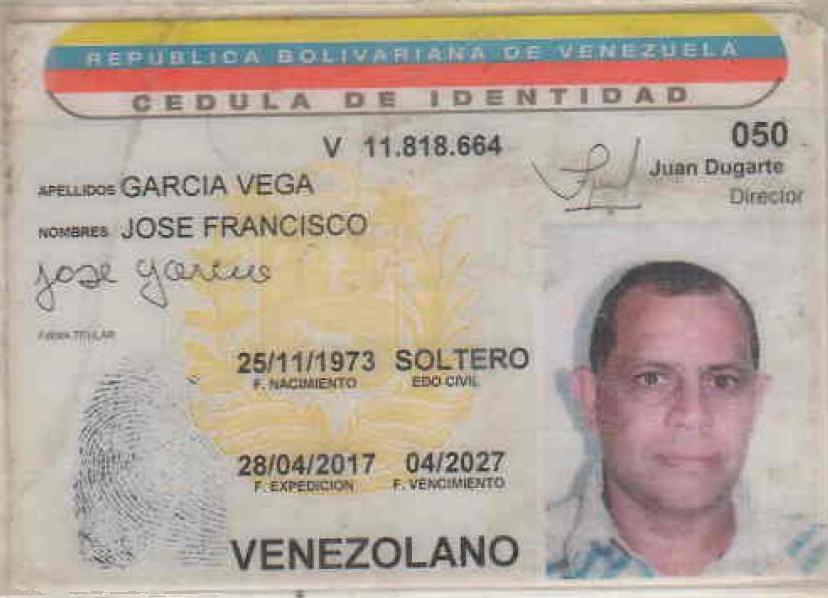 REPUBLICA BOLIVARIANA DE VENEZUELA
CEDULA DE IDENTIDAD
V 11.818.664
050
Juan Dugarte
Director
APELLIDOS GARCIA VEGA
NOMBRES JOSE FRANCISCO
Jose Garcia
FIRMA TITULAR
25/11/1973 SOLTERO
F. NACIMIENTO EDO CIVIL
28/04/2017 04/2027
F. EXPEDICION F. VENCIMIENTO
VENEZOLANO